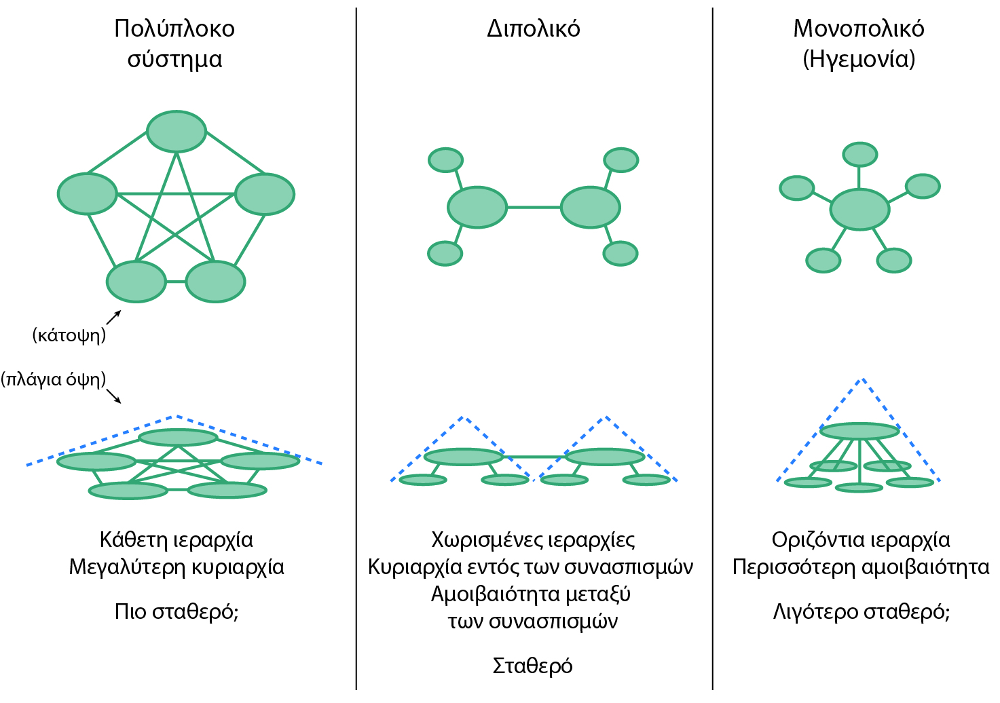 Πολύπλοκο
σύστημα
Διπολικό
Μονοπολικό
(Ηγεμονία)
(κάτοψη)
(πλάγια όψη)
Κάθετη ιεραρχία
Μεγαλύτερη κυριαρχία
Πιο σταθερό;
Χωρισμένες ιεραρχίες
Κυριαρχία εντός των συνασπισμών
Αμοιβαιότητα μεταξύ
των συνασπισμών
Σταθερό
Οριζόντια ιεραρχία
Περισσότερη αμοιβαιότητα
Λιγότερο σταθερό;